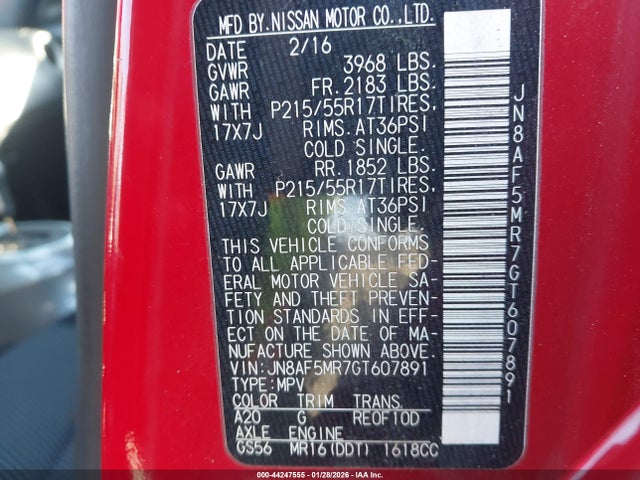 MFD BY.NISSAN MOTOR CO.,LTD.
DATE 2/16
GVWR 3968 LBS.
GAWR FR.2183 LBS.
WITH P215/55R17TIRES.
17X7J RIMS.AT36PSI
COLD SINGLE.
GAWR RR.1852 LBS.
WITH P215/55R17TIRES.
17X7J RIMS.AT36PSI
COLD SINGLE.
THIS VEHICLE CONFORMS
TO ALL APPLICABLE FED-
ERAL MOTOR VEHICLE SA-
FETY AND THEFT PREVEN-
TION STANDARDS IN EFF-
ECT ON THE DATE OF MA-
NUFACTURE SHOWN ABOVE.
VIN:JN8AF5MR7GT607891
TYPE:MPV
COLOR TRIM TRANS.
A20 G RE0F10D
AXLE ENGINE
GS56 MR16(DDT) 1618CC
JN8AF5MR7GT607891
000-44247555 - 01/28/2026 - IAAI.COM